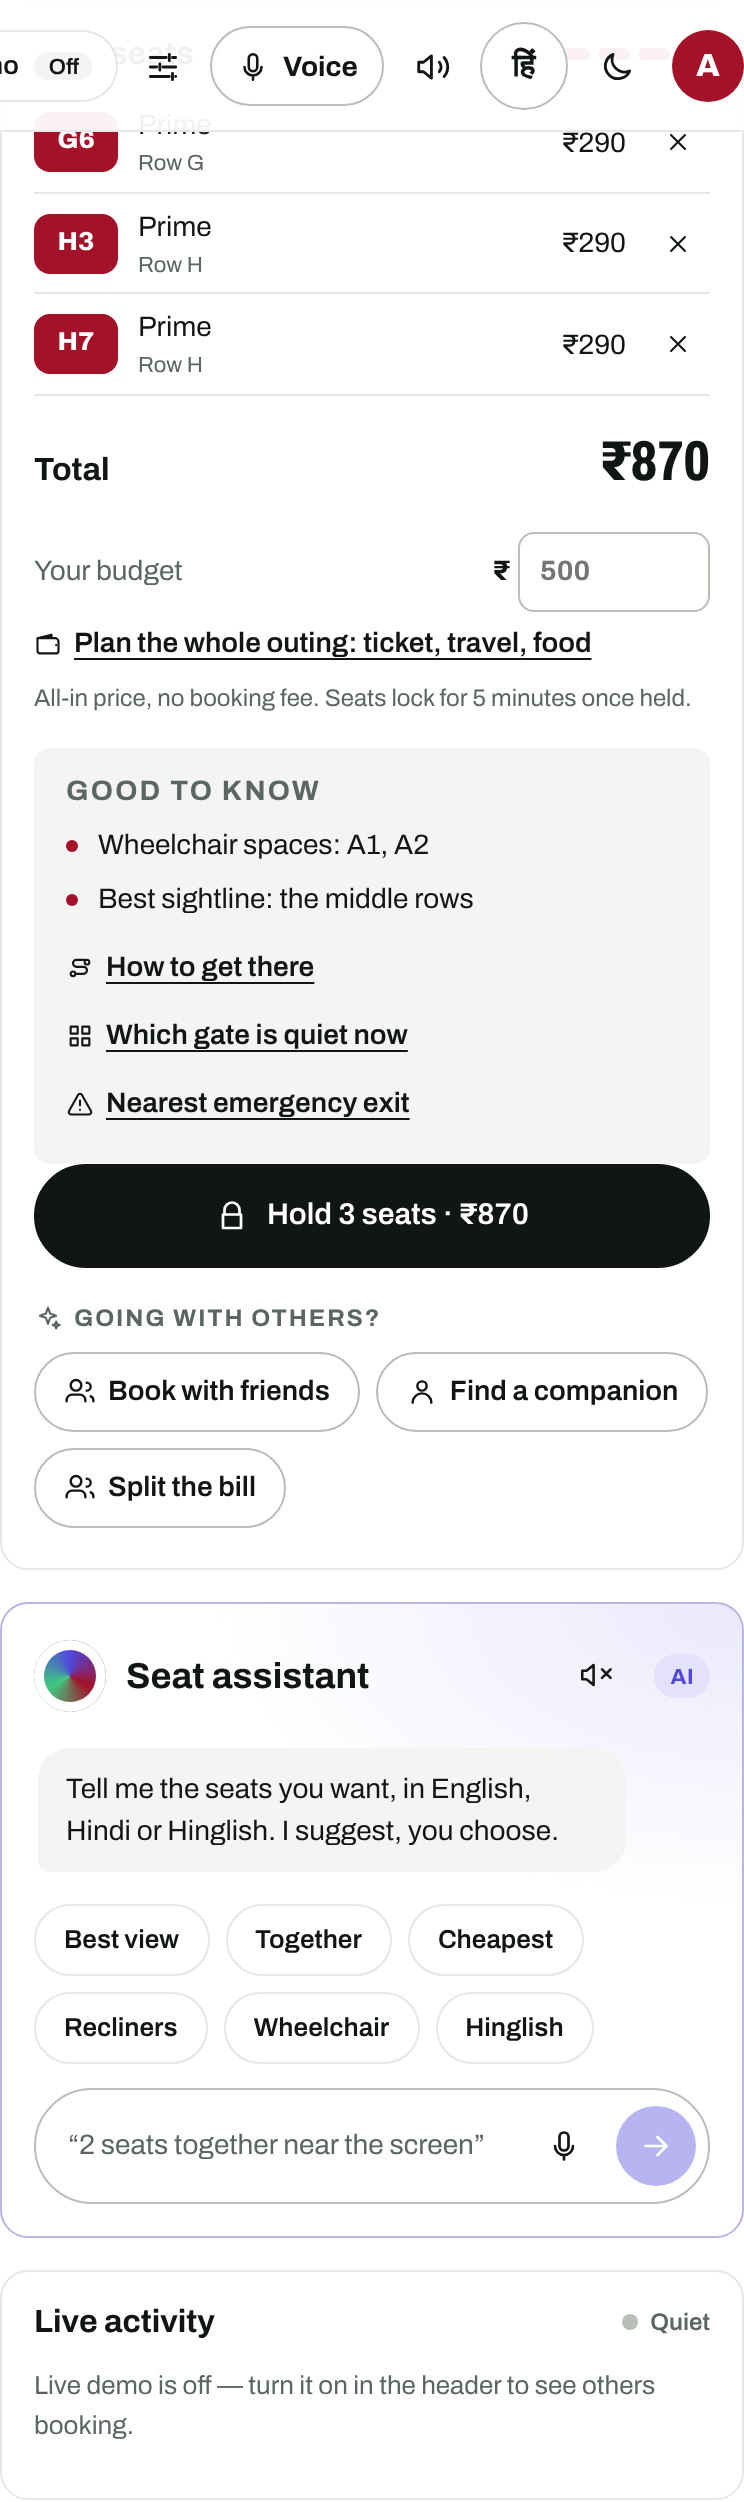 no Off Voice हिं A
seats
G6 Prime ₹290
Row G
H3 Prime ₹290
Row H
H7 Prime ₹290
Row H
Total ₹870
Your budget ₹ 500
Plan the whole outing: ticket, travel, food
All-in price, no booking fee. Seats lock for 5 minutes once held.
GOOD TO KNOW
Wheelchair spaces: A1, A2
Best sightline: the middle rows
How to get there
Which gate is quiet now
Nearest emergency exit
Hold 3 seats · ₹870
GOING WITH OTHERS?
Book with friends Find a companion
Split the bill
Seat assistant AI
Tell me the seats you want, in English,
Hindi or Hinglish. I suggest, you choose.
Best view Together Cheapest
Recliners Wheelchair Hinglish
“2 seats together near the screen”
Live activity Quiet
Live demo is off — turn it on in the header to see others
booking.